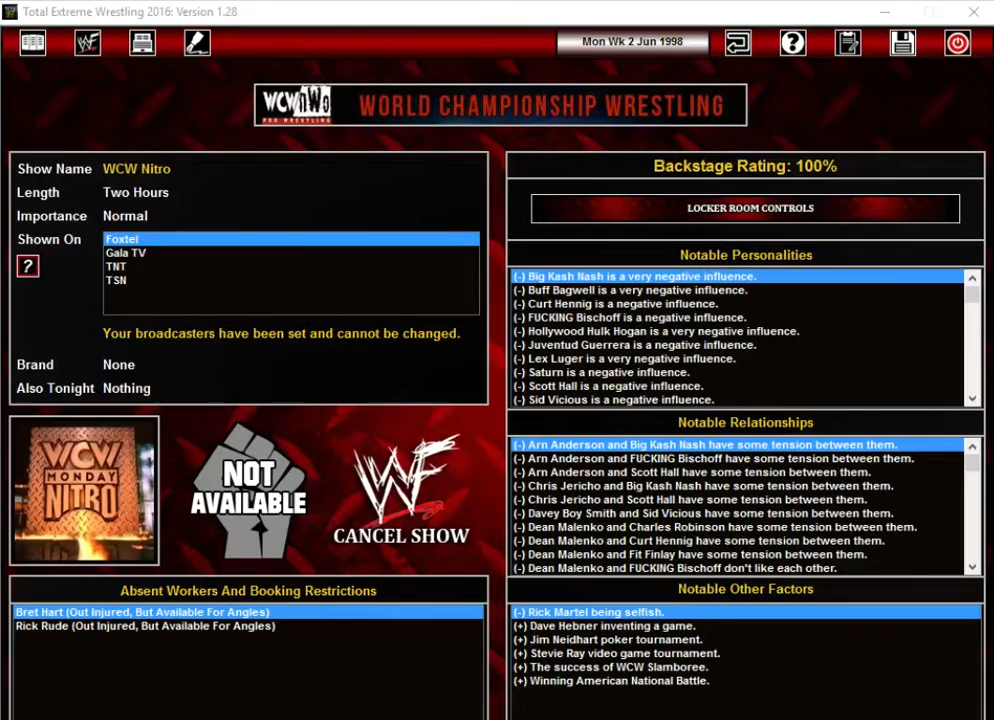 Total Extreme Wrestling 2016: Version 1.28
Mon Wk 2 Jun 1998
WCW nWo
PRO WRESTLING
WORLD CHAMPIONSHIP WRESTLING
Show Name WCW Nitro
Length Two Hours
Importance Normal
Shown On Foxtel
Gala TV
TNT
TSN
?
Your broadcasters have been set and cannot be changed.
Brand None
Also Tonight Nothing
WCW
MONDAY
NITRO
NOT
AVAILABLE
WF
CANCEL SHOW
Absent Workers And Booking Restrictions
Bret Hart (Out Injured, But Available For Angles)
Rick Rude (Out Injured, But Available For Angles)
Backstage Rating: 100%
LOCKER ROOM CONTROLS
Notable Personalities
(-) Big Kash Nash is a very negative influence.
(-) Buff Bagwell is a very negative influence.
(-) Curt Hennig is a negative influence.
(-) FUCKING Bischoff is a negative influence.
(-) Hollywood Hulk Hogan is a very negative influence.
(-) Juventud Guerrera is a negative influence.
(-) Lex Luger is a very negative influence.
(-) Saturn is a negative influence.
(-) Scott Hall is a negative influence.
(-) Sid Vicious is a negative influence.
Notable Relationships
(-) Arn Anderson and Big Kash Nash have some tension between them.
(-) Arn Anderson and FUCKING Bischoff have some tension between them.
(-) Arn Anderson and Scott Hall have some tension between them.
(-) Chris Jericho and Big Kash Nash have some tension between them.
(-) Chris Jericho and Scott Hall have some tension between them.
(-) Davey Boy Smith and Sid Vicious have some tension between them.
(-) Dean Malenko and Charles Robinson have some tension between them.
(-) Dean Malenko and Curt Hennig have some tension between them.
(-) Dean Malenko and Fit Finlay have some tension between them.
(-) Dean Malenko and FUCKING Bischoff don't like each other.
Notable Other Factors
(-) Rick Martel being selfish.
(+) Dave Hebner inventing a game.
(+) Jim Neidhart poker tournament.
(+) Stevie Ray video game tournament.
(+) The success of WCW Slamboree.
(+) Winning American National Battle.